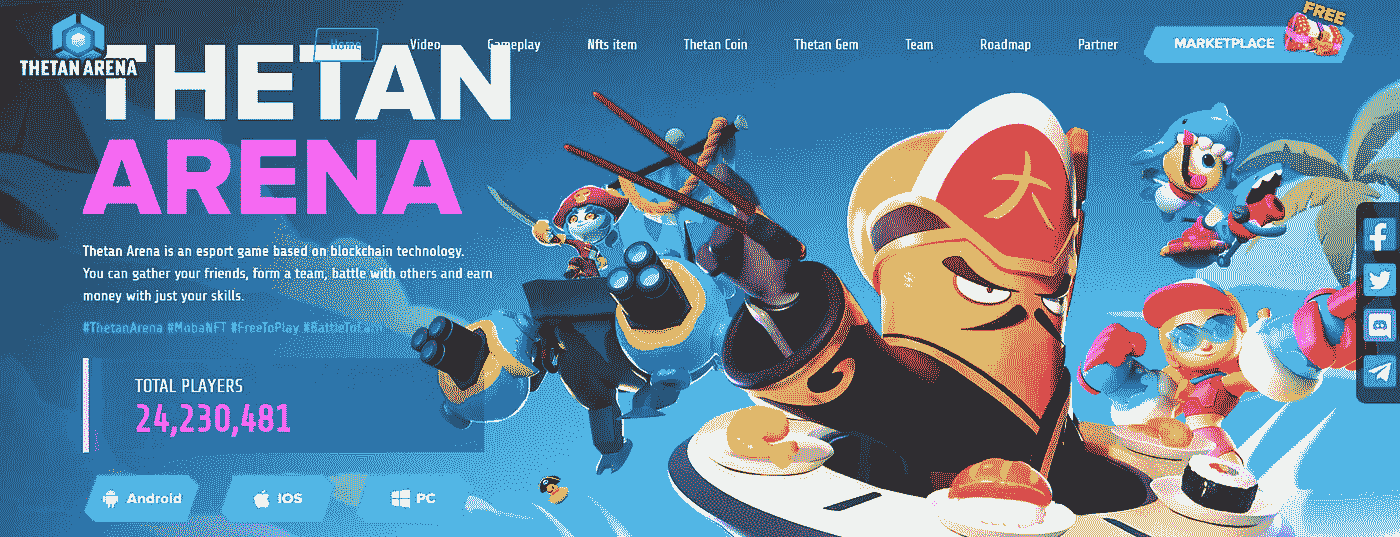 THETAN ARENA
Home Video Gameplay Nfts item Thetan Coin Thetan Gem Team Roadmap Partner MARKETPLACE
FREE
THETAN
ARENA
Thetan Arena is an esport game based on blockchain technology.
You can gather your friends, form a team, battle with others and earn
money with just your skills.
#ThetanArena #MobaNFT #FreeToPlay #BattleToEarn
大
TOTAL PLAYERS
24,230,481
Android iOS PC